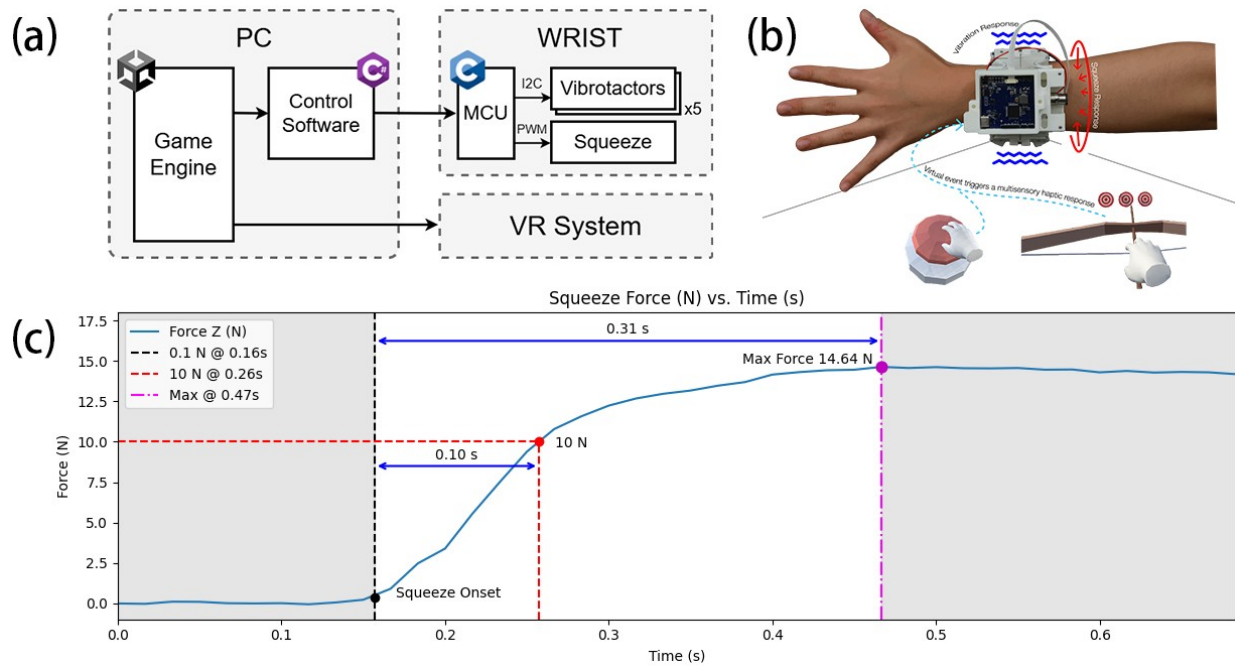 (a)
PC
Game
Engine
C#
Control
Software
WRIST
C
MCU
I2C
PWM
Vibrotactors
x5
Squeeze
VR System
(b)
Vibration Response
Squeeze Response
Virtual event triggers a multisensory haptic response
(c)
Squeeze Force (N) vs. Time (s)
Force Z (N)
0.1 N @ 0.16s
10 N @ 0.26s
Max @ 0.47s
0.31 s
Max Force 14.64 N
10 N
0.10 s
Squeeze Onset
Force (N)
17.5
15.0
12.5
10.0
7.5
5.0
2.5
0.0
0.0 0.1 0.2 0.3 0.4 0.5 0.6
Time (s)